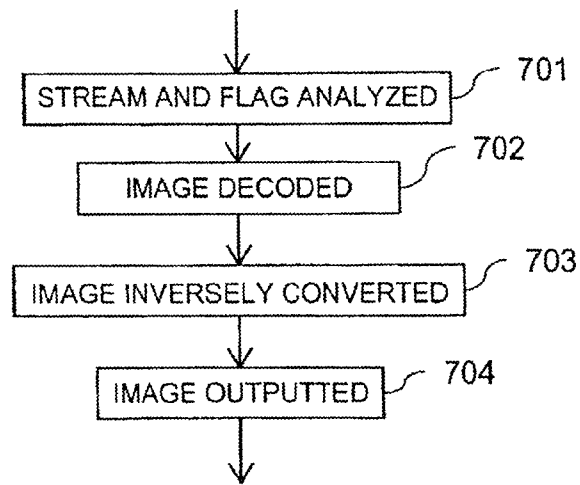 701
STREAM AND FLAG ANALYZED
702
IMAGE DECODED
703
IMAGE INVERSELY CONVERTED
704
IMAGE OUTPUTTED